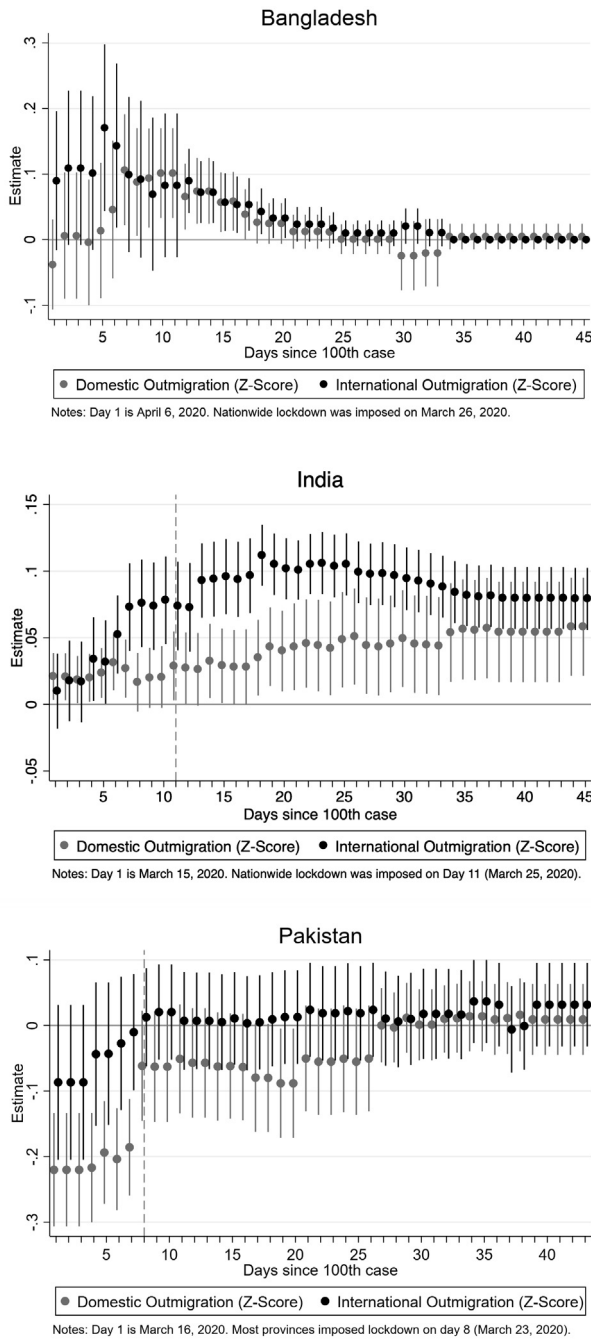 Bangladesh
.3
.2
.1
0
-.1
Estimate
5 10 15 20 25 30 35 40 45
Days since 100th case
Domestic Outmigration (Z-Score) International Outmigration (Z-Score)
Notes: Day 1 is April 6, 2020. Nationwide lockdown was imposed on March 26, 2020.
India
.15
.1
.05
0
-.05
Estimate
5 10 15 20 25 30 35 40 45
Days since 100th case
Domestic Outmigration (Z-Score) International Outmigration (Z-Score)
Notes: Day 1 is March 15, 2020. Nationwide lockdown was imposed on Day 11 (March 25, 2020).
Pakistan
.1
0
-.1
-.2
-.3
Estimate
5 10 15 20 25 30 35 40
Days since 100th case
Domestic Outmigration (Z-Score) International Outmigration (Z-Score)
Notes: Day 1 is March 16, 2020. Most provinces imposed lockdown on day 8 (March 23, 2020).